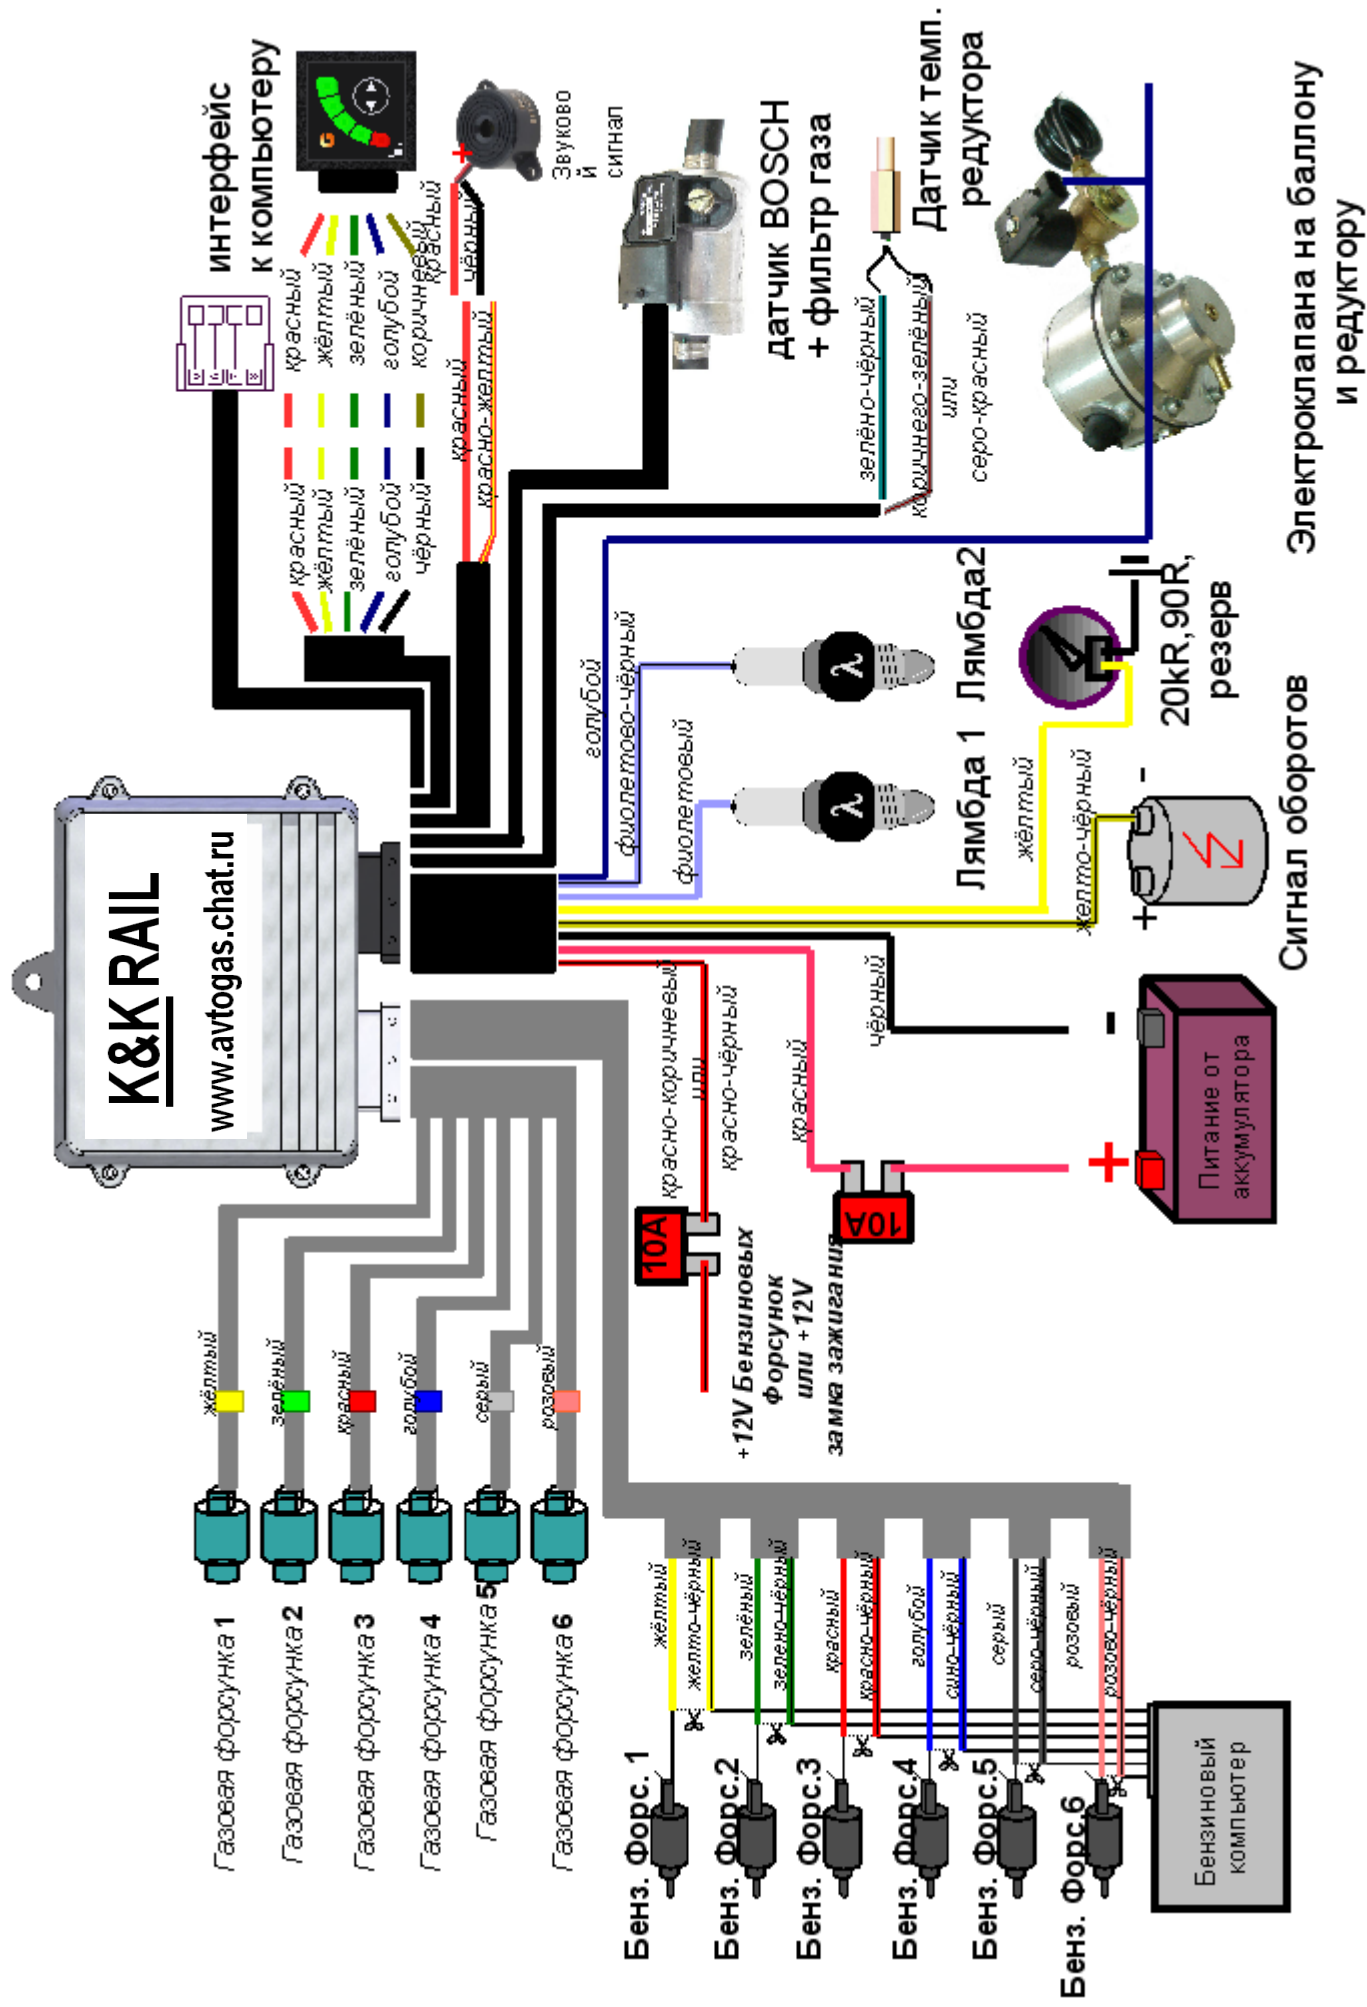 K&K RAIL
www.avtogas.chat.ru
интерфейс
к компьютеру
красный
жёлтый
зелёный
голубой
коричневый
красный
жёлтый
зелёный
голубой
чёрный
красный
чёрный
красный
красно-желтый
Звуково
й
сигнал
датчик BOSCH
+ фильтр газа
Датчик темп.
редуктора
зелёно-чёрный
коричнего-зелёный
или
серо-красный
Электроклапана на баллону
и редуктору
голубой
фиолетово-чёрный
фиолетовый
λ
λ
Лямбда 1
Лямбда2
20kR,90R,
резерв
жёлтый
желто-чёрный
+
-
Сигнал оборотов
чёрный
красный
красно-коричневый
или
красно-чёрный
10A
10A
+12V Бензиновых
Форсунок
или +12V
замка зажигания
+
-
Питание от
аккумулятора
жёлтый
зелёный
красный
голубой
серый
розовый
Газовая форсунка 1
Газовая форсунка 2
Газовая форсунка 3
Газовая форсунка 4
Газовая форсунка 5
Газовая форсунка 6
жёлтый
желто-чёрный
зелёный
зелено-чёрный
красный
красно-чёрный
голубой
сино-чёрный
серый
серо-чёрный
розовый
розово-чёрный
Бенз. Форс. 1
Бенз. Форс.2
Бенз. Форс.3
Бенз. Форс.4
Бенз. Форс.5
Бенз. Форс.6
Бензиновый
компьютер